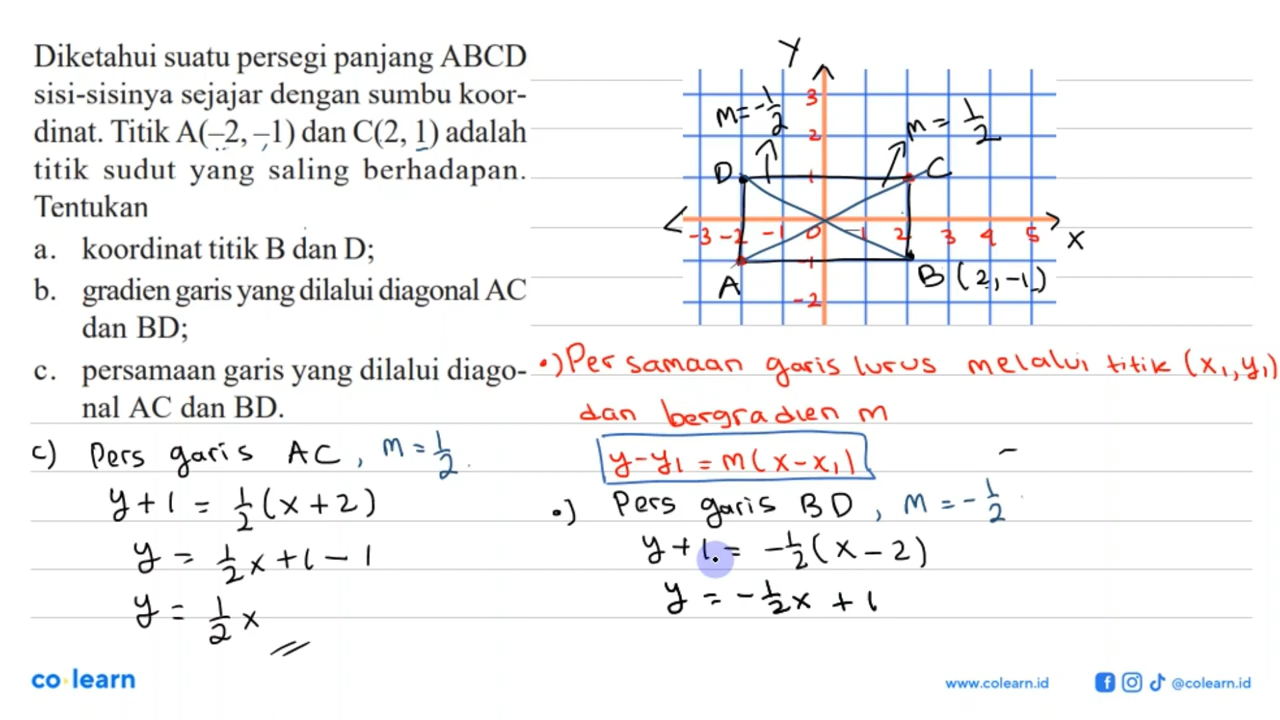 Diketahui suatu persegi panjang ABCD
sisi-sisinya sejajar dengan sumbu koor-
dinat. Titik A(–2, –1) dan C(2, 1) adalah
titik sudut yang saling berhadapan.
Tentukan
a. koordinat titik B dan D;
b. gradien garis yang dilalui diagonal AC
dan BD;
c. persamaan garis yang dilalui diago-
nal AC dan BD.
Y
3
m = -1/2
m = 1/2
2
D
1
C
-3 -2 -1 0 1 2 3 4 5
X
-1
A
B (2, -1)
-2
•) Persamaan garis lurus melalui titik (x₁, y₁)
dan bergradien m
y - y₁ = m(x - x₁)
c) Pers garis AC, m = 1/2
y + 1 = 1/2 (x + 2)
y = 1/2 x + 1 - 1
y = 1/2 x
•) Pers garis BD, m = -1/2
y + 1 = -1/2 (x - 2)
y = -1/2 x + 1
co learn
www.colearn.id
@colearn.id